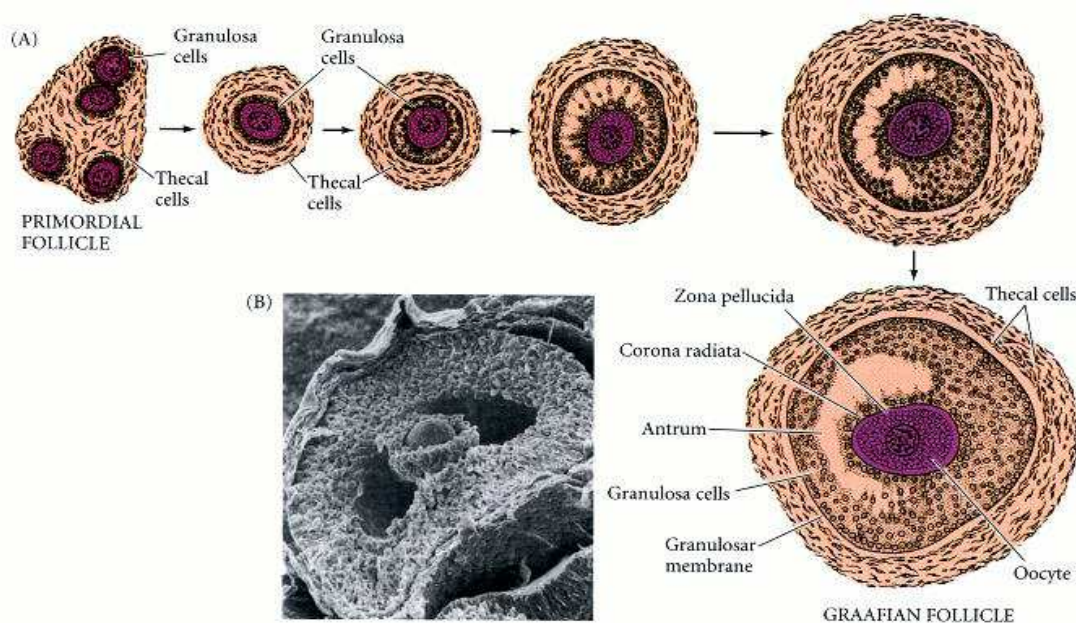 (A)
Granulosa
cells
Granulosa
cells
Thecal
cells
Thecal
cells
PRIMORDIAL
FOLLICLE
(B)
Zona pellucida
Thecal cells
Corona radiata
Antrum
Granulosa cells
Granulosar
membrane
Oocyte
GRAAFIAN FOLLICLE